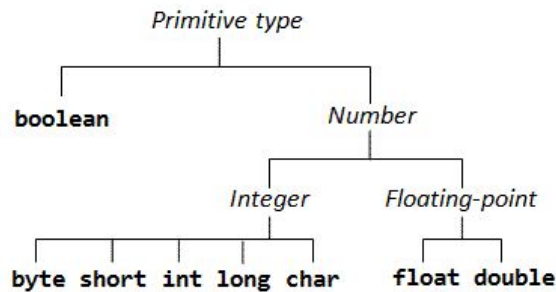 Primitive type
boolean
Number
Integer
Floating-point
byte short int long char
float double